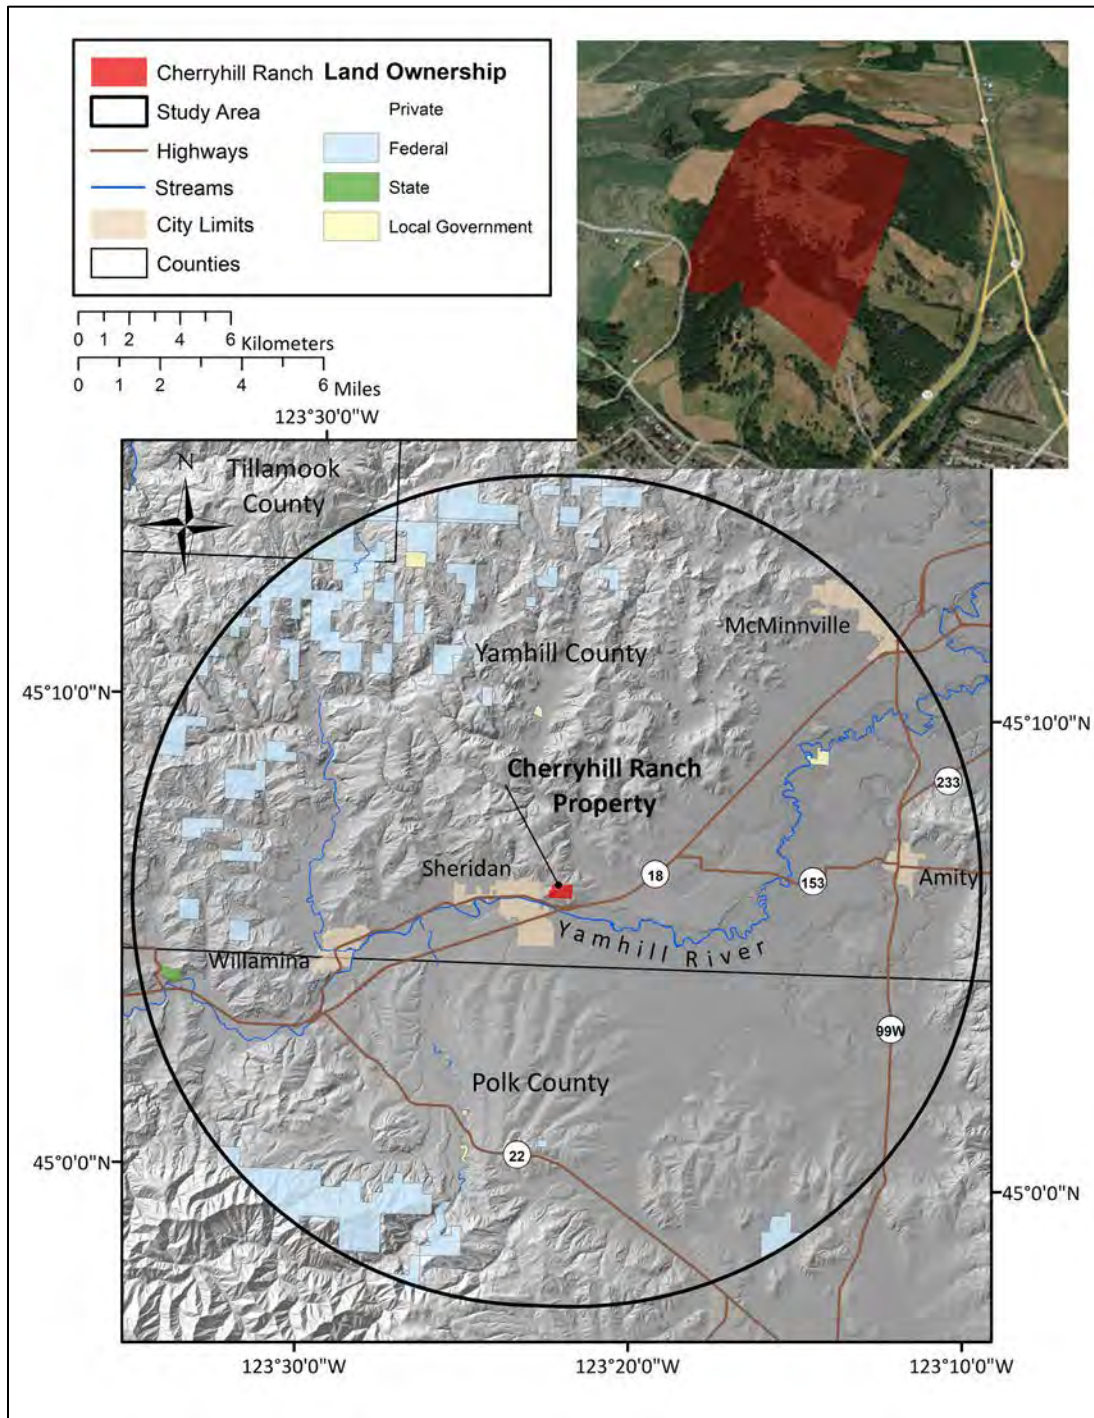 Cherryhill Ranch
Study Area
Highways
Streams
City Limits
Counties
Land Ownership
Private
Federal
State
Local Government
0 1 2 4 6 Kilometers
0 1 2 4 6 Miles
123°30'0"W
N
Tillamook
County
McMinnville
Yamhill County
45°10'0"N
45°10'0"N
Cherryhill Ranch
Property
233
Sheridan
18
153
Amity
Yamhill River
Willamina
99W
Polk County
22
45°0'0"N
45°0'0"N
123°30'0"W
123°20'0"W
123°10'0"W